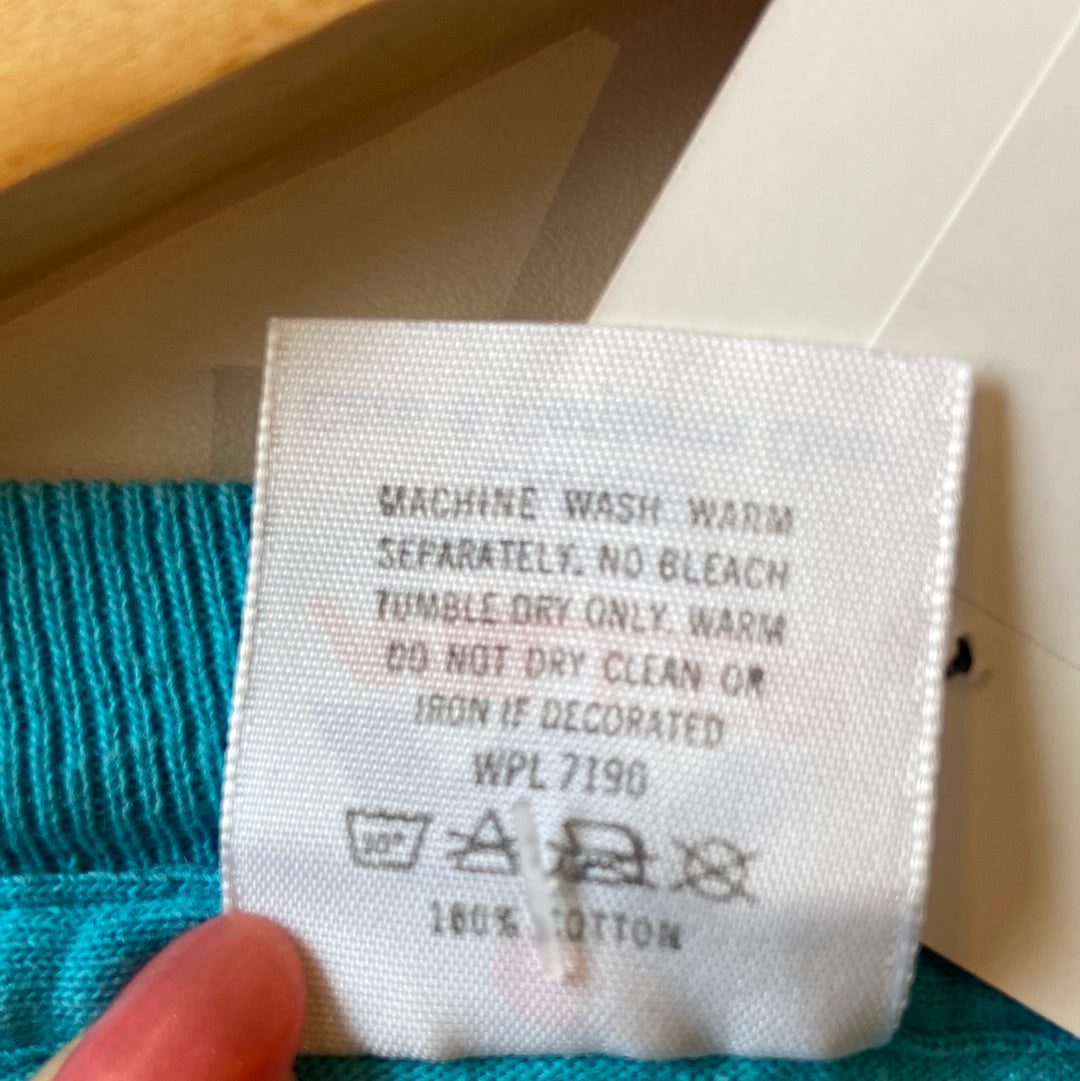 MACHINE WASH WARM
SEPARATELY. NO BLEACH
TUMBLE DRY ONLY. WARM
DO NOT DRY CLEAN OR
IRON IF DECORATED
WPL 7190
100% COTTON